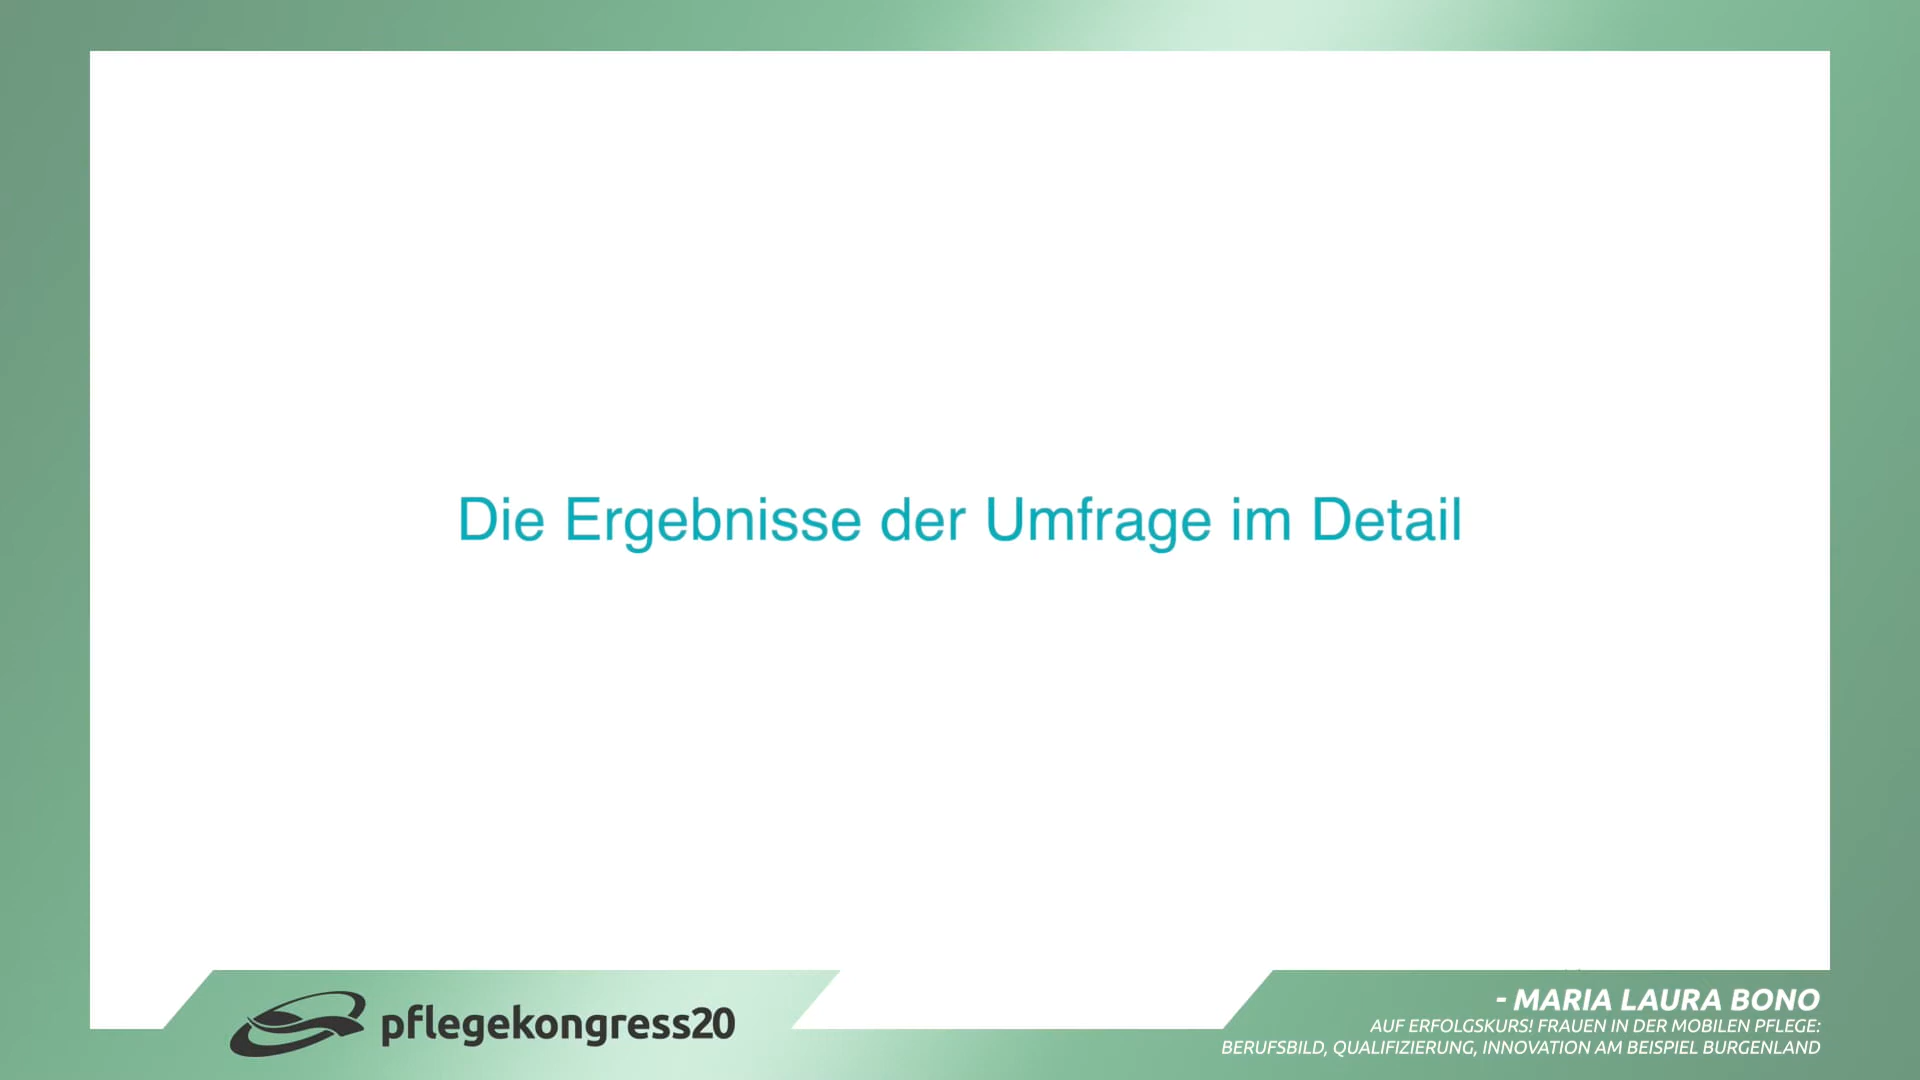 Die Ergebnisse der Umfrage im Detail
pflegekongress20
- MARIA LAURA BONO
AUF ERFOLGSKURS! FRAUEN IN DER MOBILEN PFLEGE:
BERUFSBILD, QUALIFIZIERUNG, INNOVATION AM BEISPIEL BURGENLAND